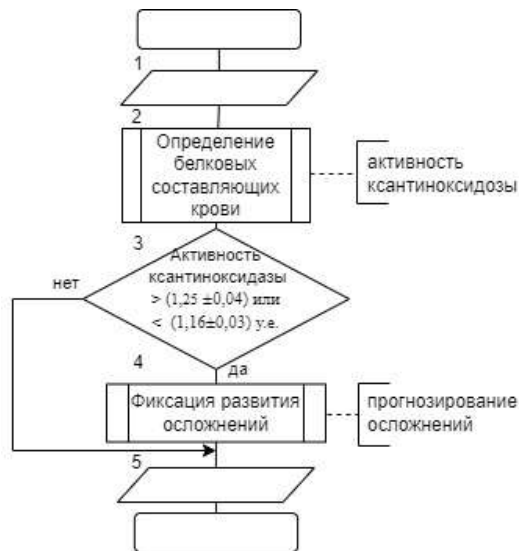 1
2
Определение
белковых
составляющих
крови
активность
ксантиноксидозы
3
Активность
ксантиноксидазы
> (1,25 ±0,04) или
< (1,16±0,03) у.е.
нет
да
4
Фиксация развития
осложнений
прогнозирование
осложнений
5